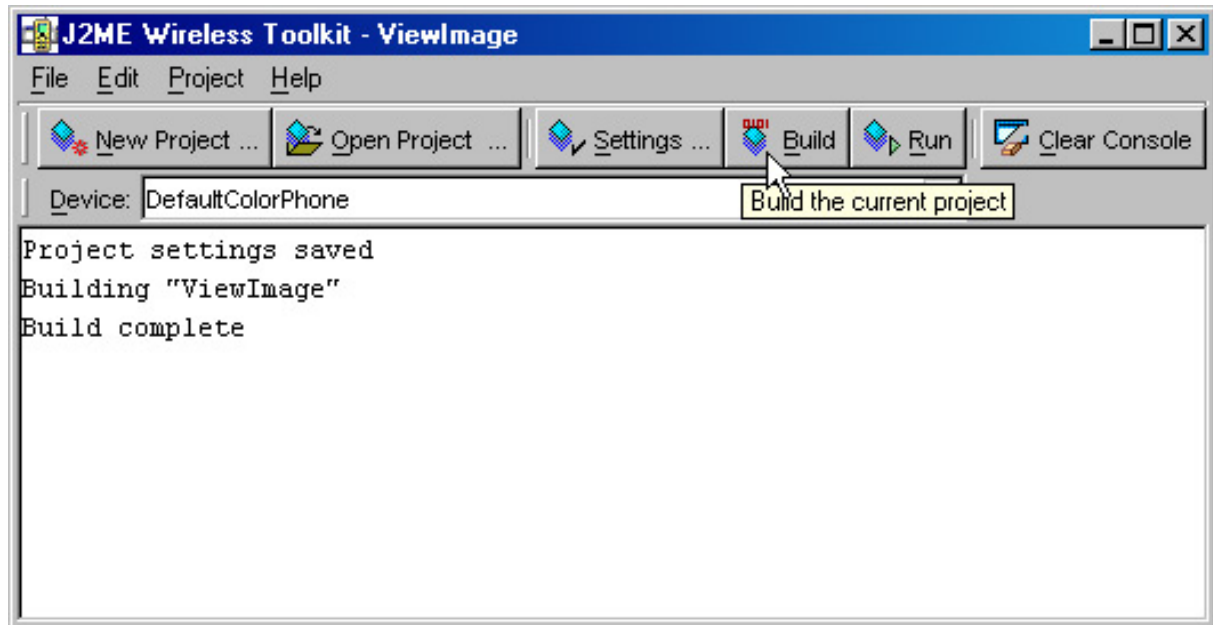 J2ME Wireless Toolkit - ViewImage
File Edit Project Help
New Project ... Open Project ... Settings ... Build Run Clear Console
Device: DefaultColorPhone
Build the current project
Project settings saved
Building "ViewImage"
Build complete